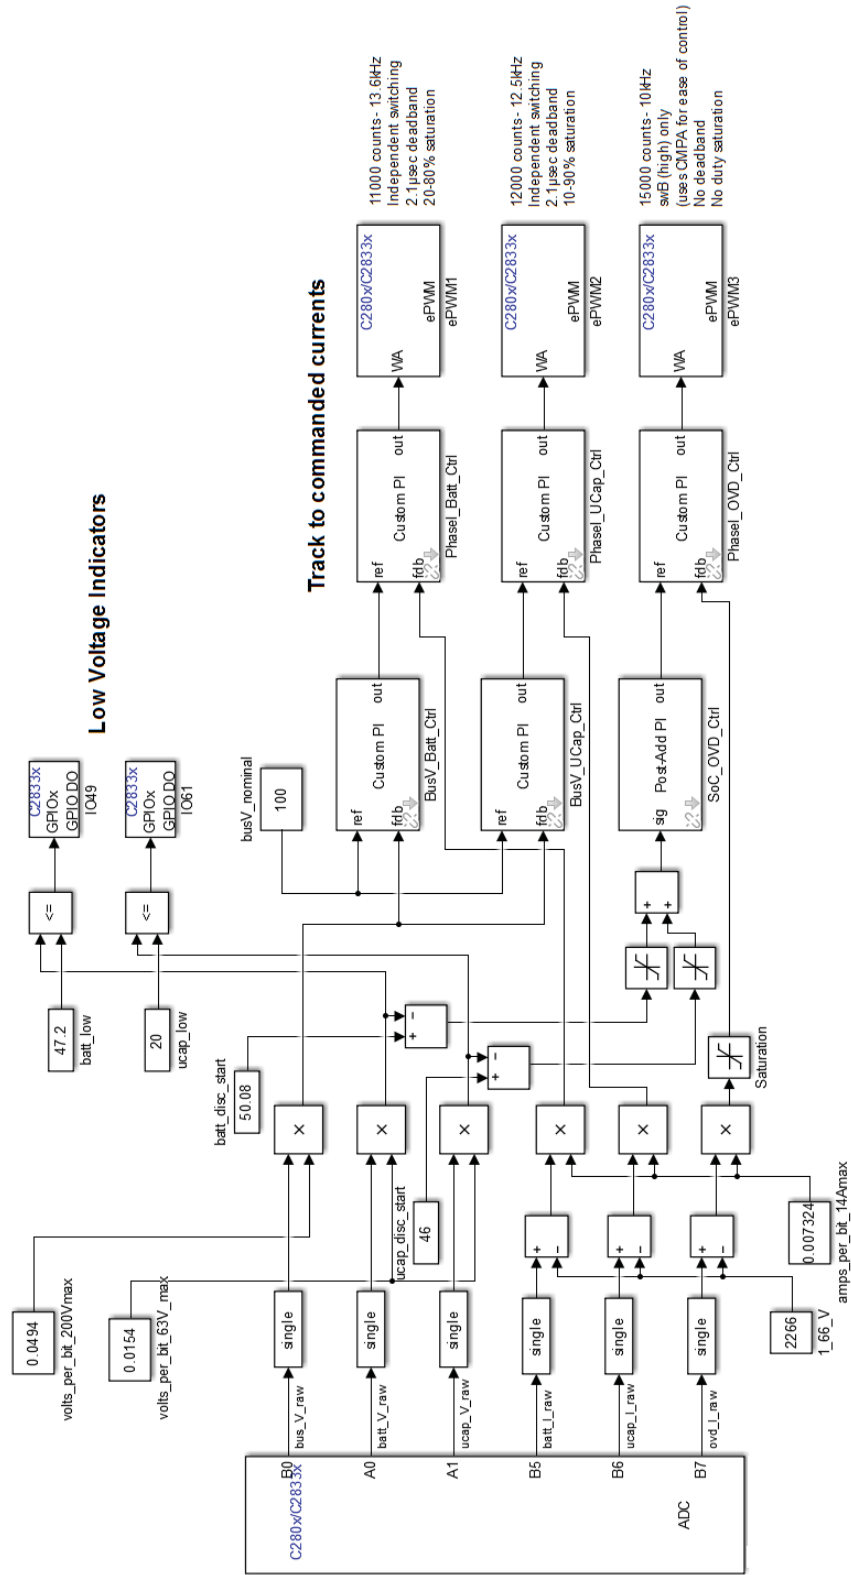 Low Voltage Indicators
Track to commanded currents
C280x/C2833x
ADC
B0
A0
A1
B5
B6
B7
bus_V_raw
batt_V_raw
ucap_V_raw
batt_I_raw
ucap_I_raw
ovd_I_raw
0.0494
volts_per_bit_200Vmax
0.0154
volts_per_bit_63V_max
single
single
single
single
single
single
2266
1_66_V
0.007324
amps_per_bit_14Amax
50.08
batt_disc_start
46
ucap_disc_start
×
×
×
×
×
×
+
-
+
-
+
-
+
-
+
-
47.2
batt_low
20
ucap_low
<=
<=
C2833x
GPIOx
GPIO DO
IO49
C2833x
GPIOx
GPIO DO
IO61
Saturation
+
+
busV_nominal
100
ref
fdb
Custom PI
out
BusV_Batt_Ctrl
ref
fdb
Custom PI
out
BusV_UCap_Ctrl
sig
Post-Add PI
out
SoC_OVD_Ctrl
ref
fdb
Custom PI
out
PhaseI_Batt_Ctrl
ref
fdb
Custom PI
out
PhaseI_UCap_Ctrl
ref
fdb
Custom PI
out
PhaseI_OVD_Ctrl
C280x/C2833x
WA
ePWM
ePWM1
C280x/C2833x
WA
ePWM
ePWM2
C280x/C2833x
WA
ePWM
ePWM3
11000 counts- 13.6kHz
Independent switching
2.1µsec deadband
20-80% saturation
12000 counts- 12.5kHz
Independent switching
2.1µsec deadband
10-90% saturation
15000 counts- 10kHz
swB (high) only
(uses CMPA for ease of control)
No deadband
No duty saturation